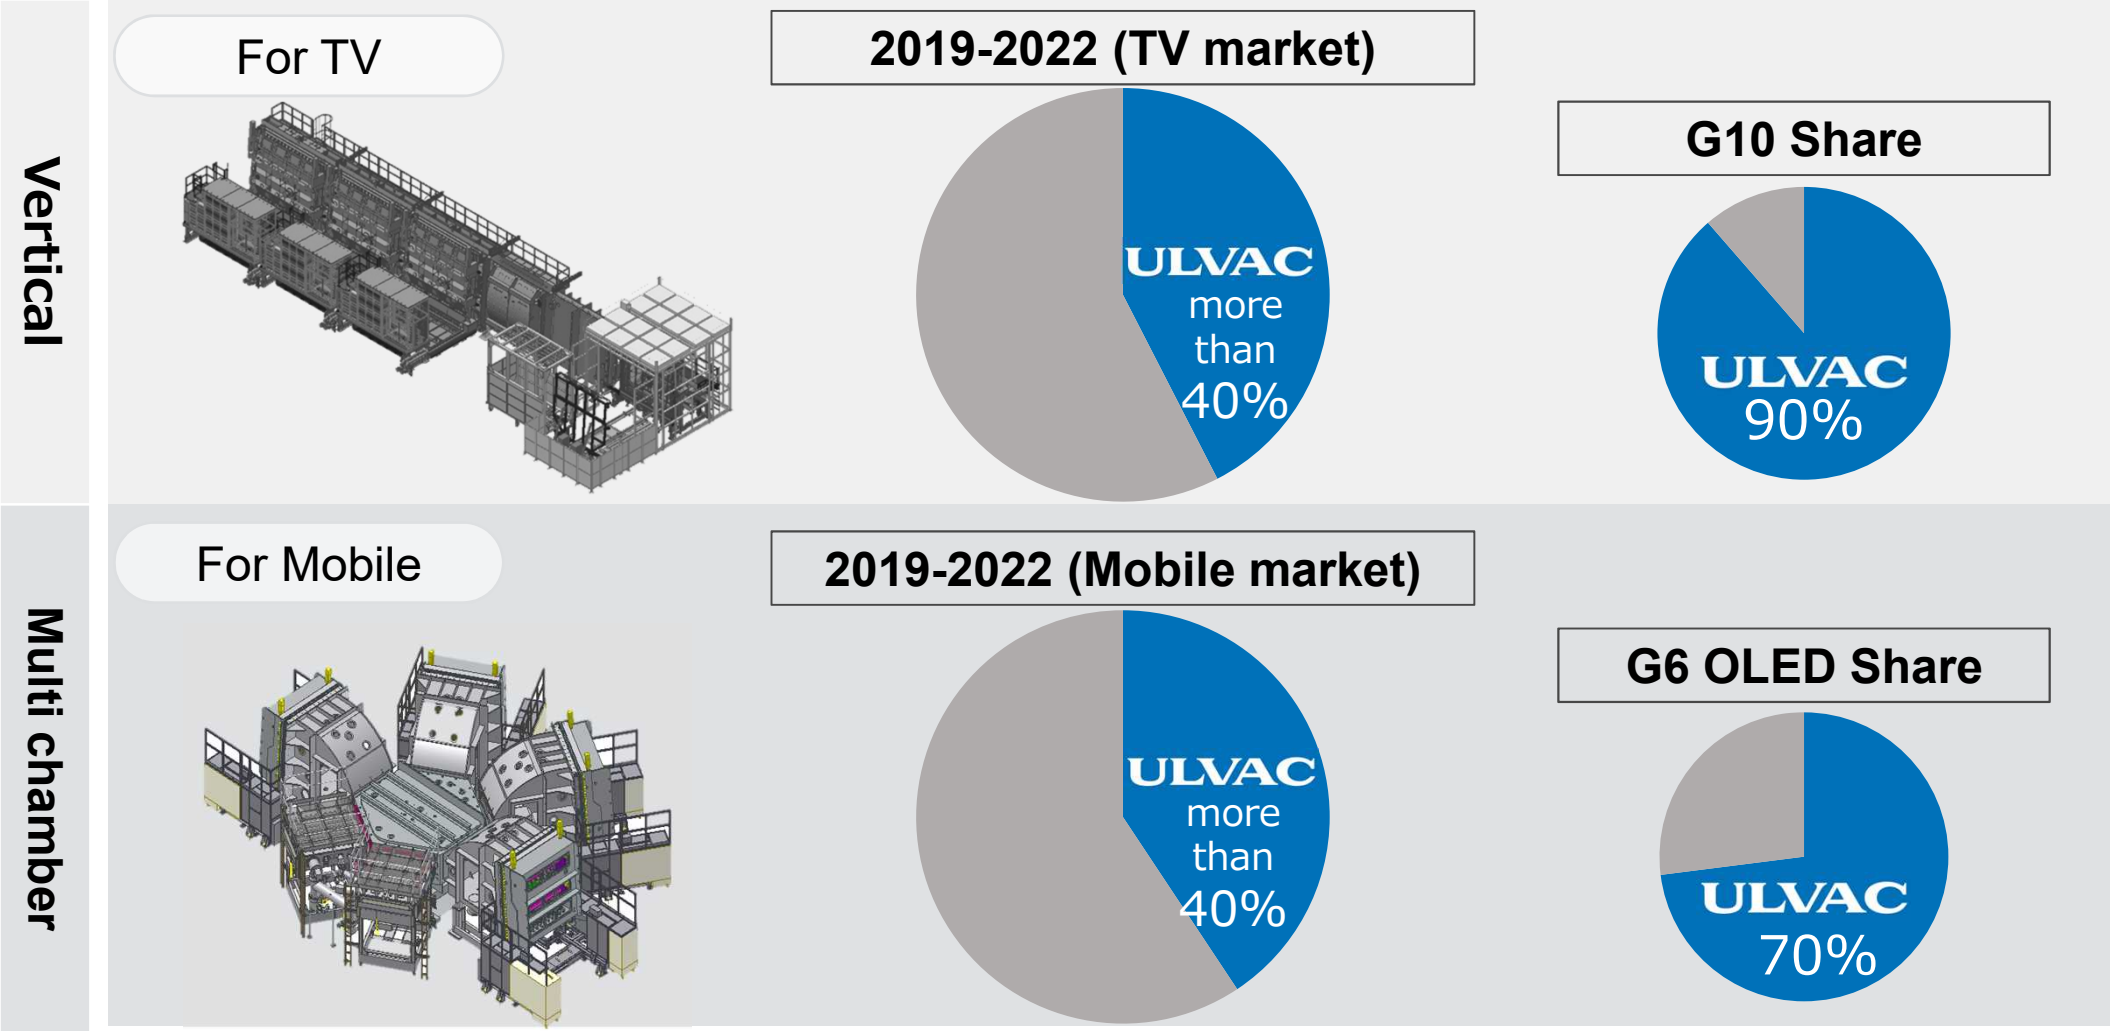 Vertical
For TV
2019-2022 (TV market)
ULVAC
more
than
40%
G10 Share
ULVAC
90%
Multi chamber
For Mobile
2019-2022 (Mobile market)
ULVAC
more
than
40%
G6 OLED Share
ULVAC
70%